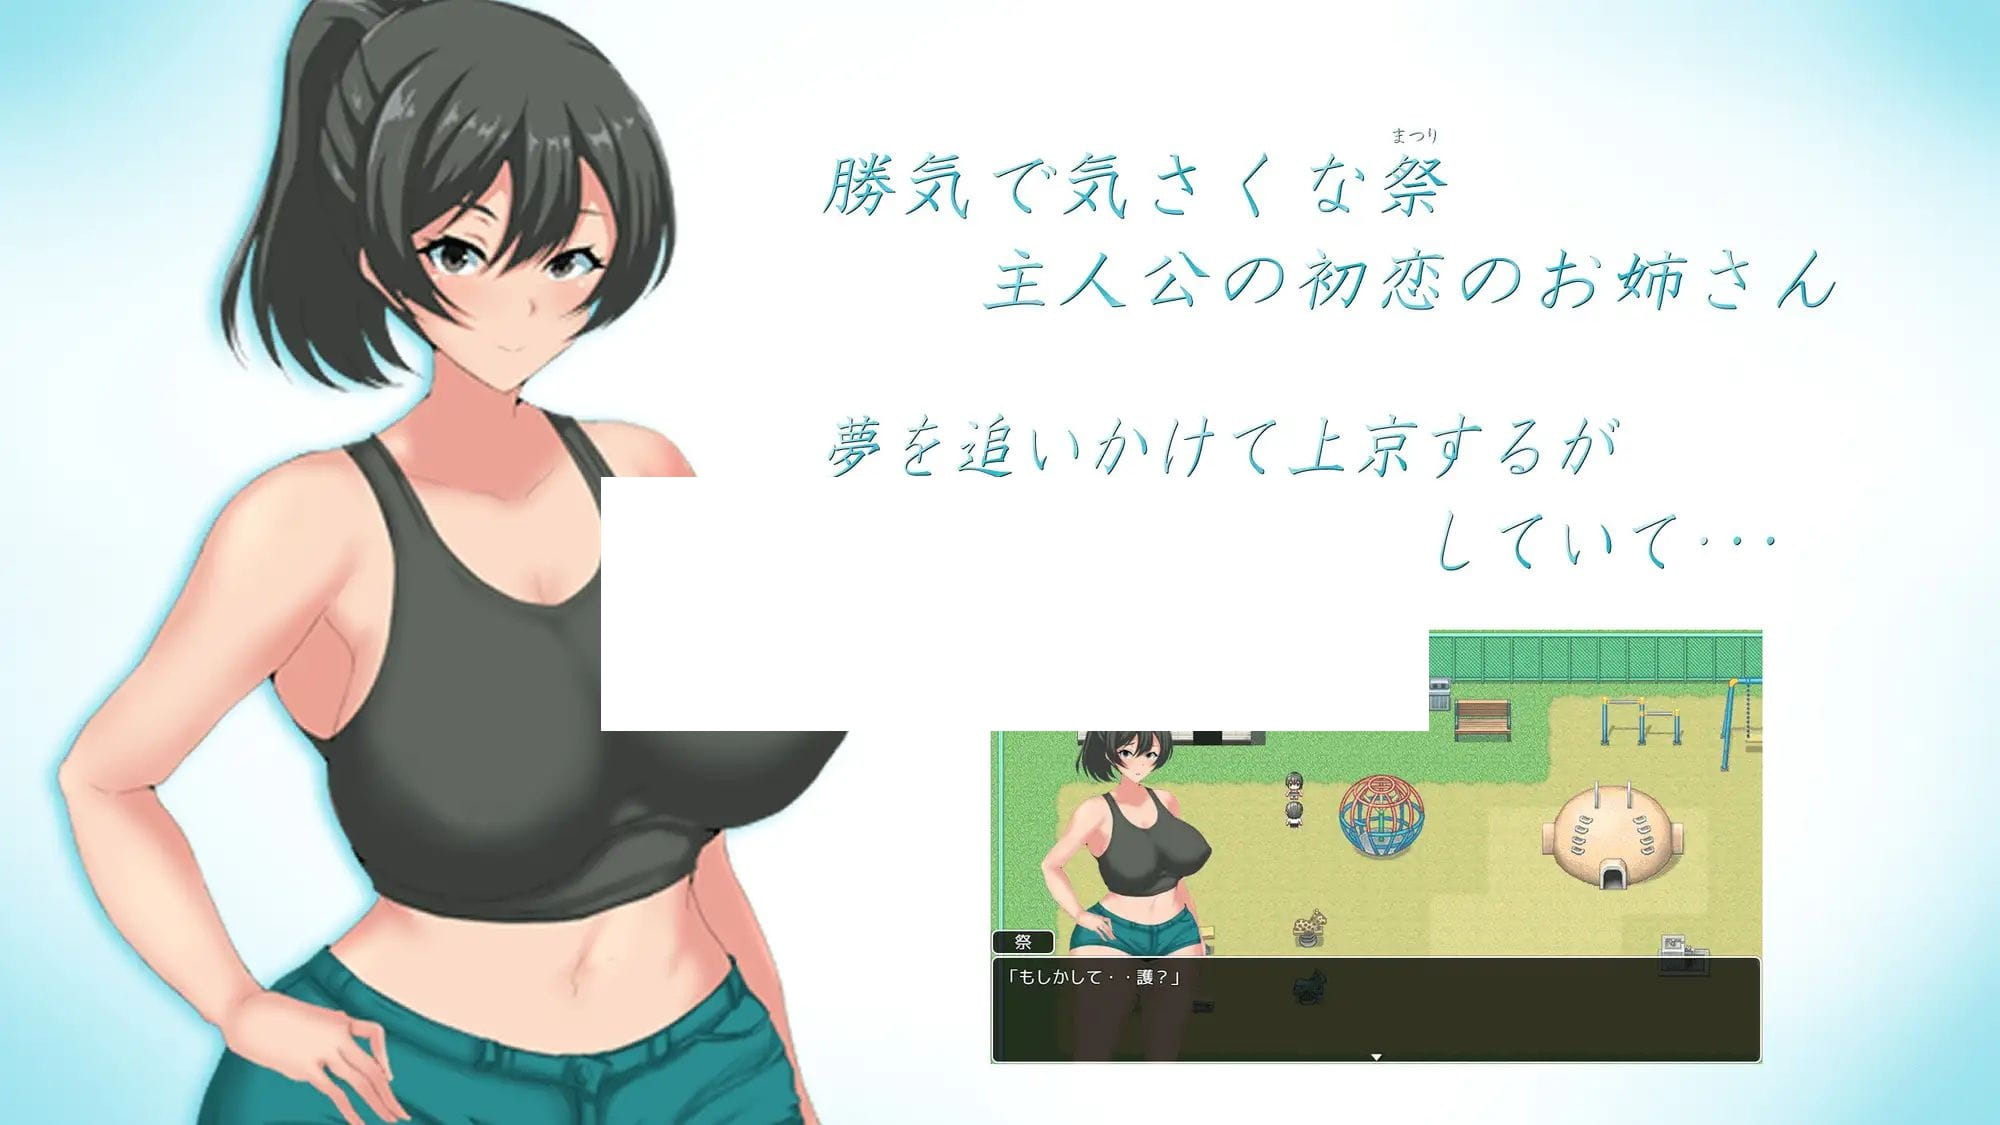 まつり
勝気で気さくな祭
主人公の初恋のお姉さん
夢を追いかけて上京するが
していて･･･
祭
「もしかして・・護？」